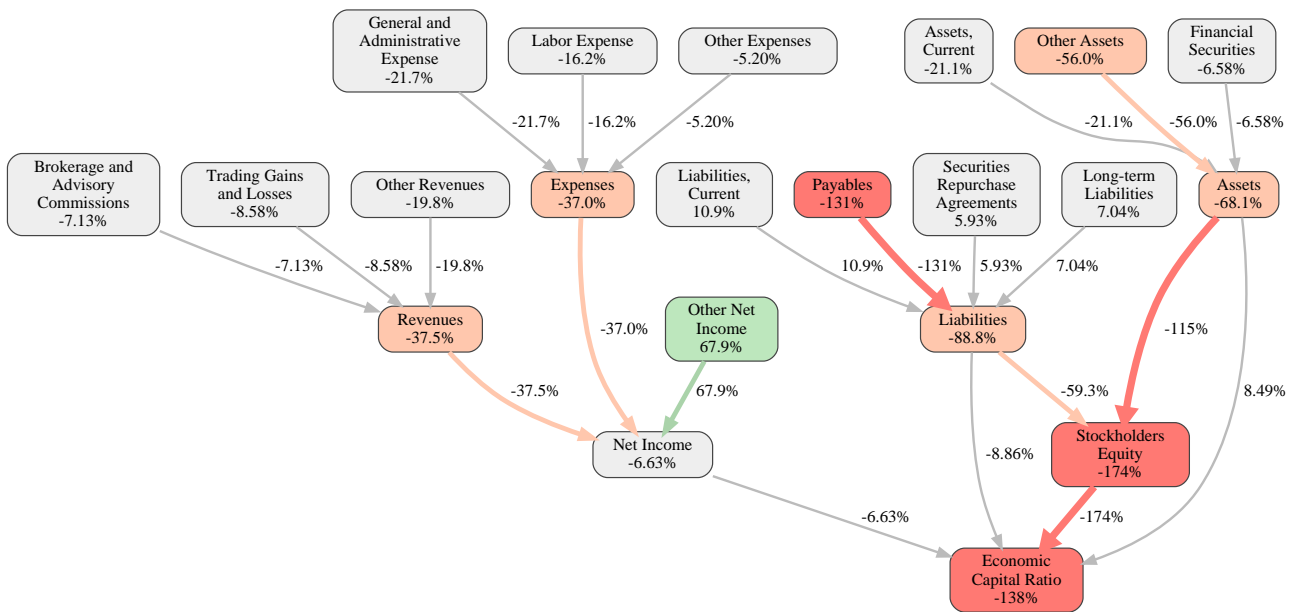 General and
Administrative
Expense
-21.7%
Labor Expense
-16.2%
Other Expenses
-5.20%
Assets,
Current
-21.1%
Other Assets
-56.0%
Financial
Securities
-6.58%
-21.7%
-16.2%
-5.20%
-21.1%
-56.0%
-6.58%
Brokerage and
Advisory
Commissions
-7.13%
Trading Gains
and Losses
-8.58%
Other Revenues
-19.8%
Expenses
-37.0%
Liabilities,
Current
10.9%
Payables
-131%
Securities
Repurchase
Agreements
5.93%
Long-term
Liabilities
7.04%
Assets
-68.1%
-7.13%
-8.58%
-19.8%
10.9%
-131%
5.93%
7.04%
Revenues
-37.5%
-37.0%
Other Net
Income
67.9%
Liabilities
-88.8%
-115%
-37.5%
67.9%
-59.3%
8.49%
Net Income
-6.63%
-8.86%
Stockholders
Equity
-174%
-6.63%
-174%
Economic
Capital Ratio
-138%